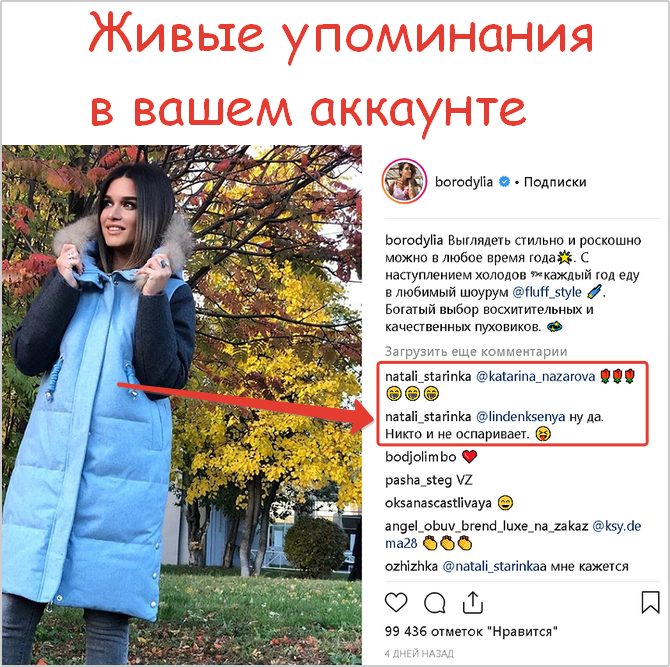 Живые упоминания
в вашем аккаунте
borodylia • Подписки
borodylia Выглядеть стильно и роскошно
можно в любое время года. С
наступлением холодов каждый год еду
в любимый шоурум @fluff_style.
Богатый выбор восхитительных и
качественных пуховиков.
Загрузить еще комментарии
natali_starinka @katarina_nazarova
natali_starinka @lindenksenya ну да.
Никто и не оспаривает.
bodjolimbo
pasha_steg VZ
oksanascastlivaya
angel_obuv_brend_luxe_na_zakaz @ksy.de
ma28
ozhizhka @natali_starinkaa мне кажется
99 436 отметок "Нравится"
4 ДНЕЙ НАЗАД